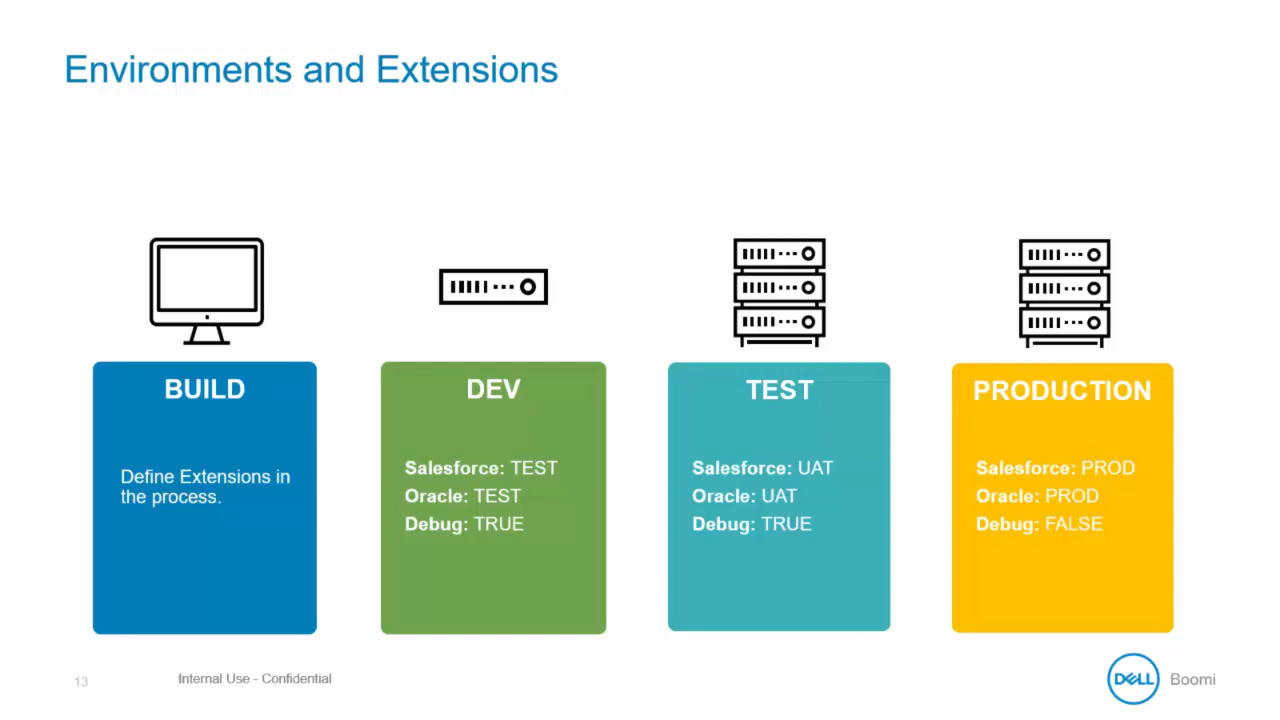 Environments and Extensions
BUILD
Define Extensions in
the process.
DEV
Salesforce: TEST
Oracle: TEST
Debug: TRUE
TEST
Salesforce: UAT
Oracle: UAT
Debug: TRUE
PRODUCTION
Salesforce: PROD
Oracle: PROD
Debug: FALSE
13
Internal Use - Confidential
DELL
Boomi